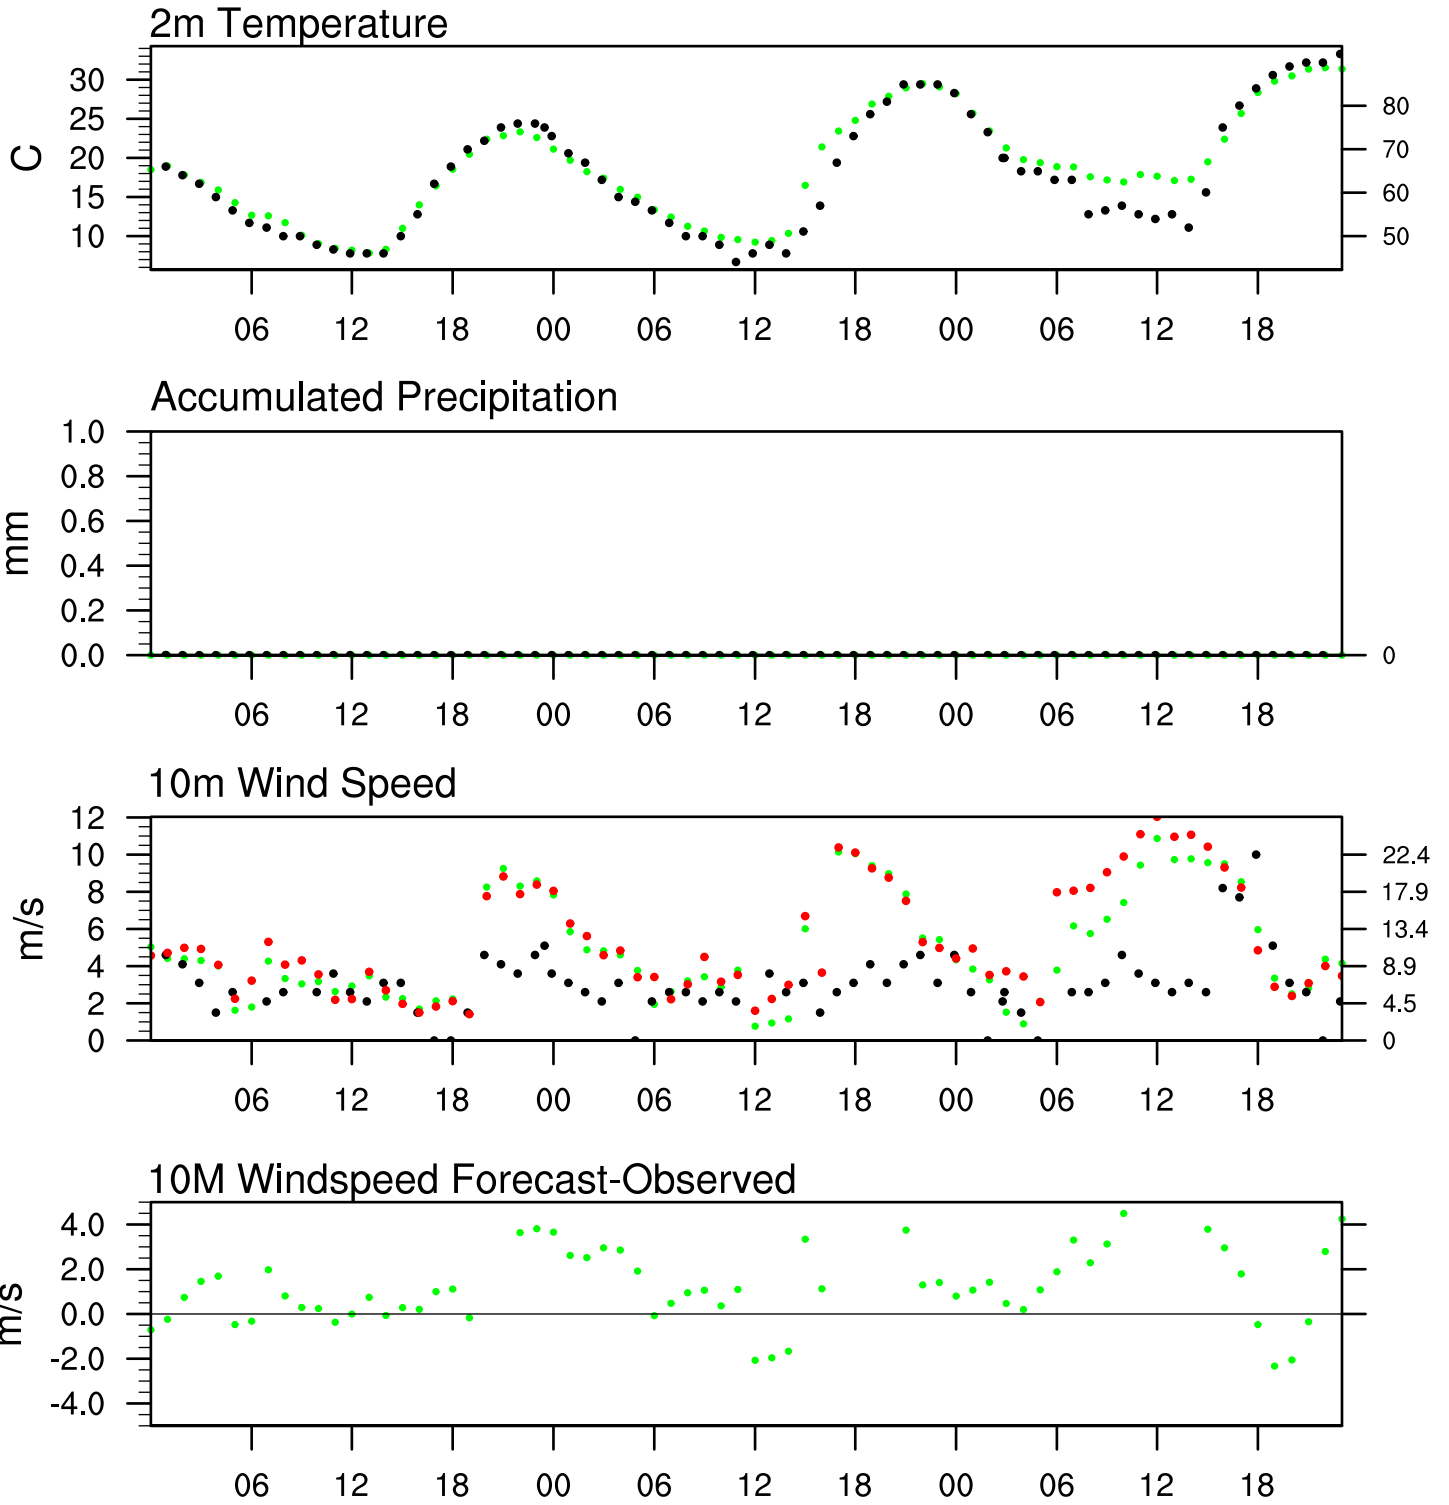 2m Temperature
30
25
20
15
10
C
80
70
60
50
06 12 18 00 06 12 18 00 06 12 18
Accumulated Precipitation
1.0
0.8
0.6
0.4
0.2
0.0
mm
0
06 12 18 00 06 12 18 00 06 12 18
10m Wind Speed
12
10
8
6
4
2
0
m/s
22.4
17.9
13.4
8.9
4.5
0
06 12 18 00 06 12 18 00 06 12 18
10M Windspeed Forecast-Observed
4.0
2.0
0.0
-2.0
-4.0
m/s
06 12 18 00 06 12 18 00 06 12 18